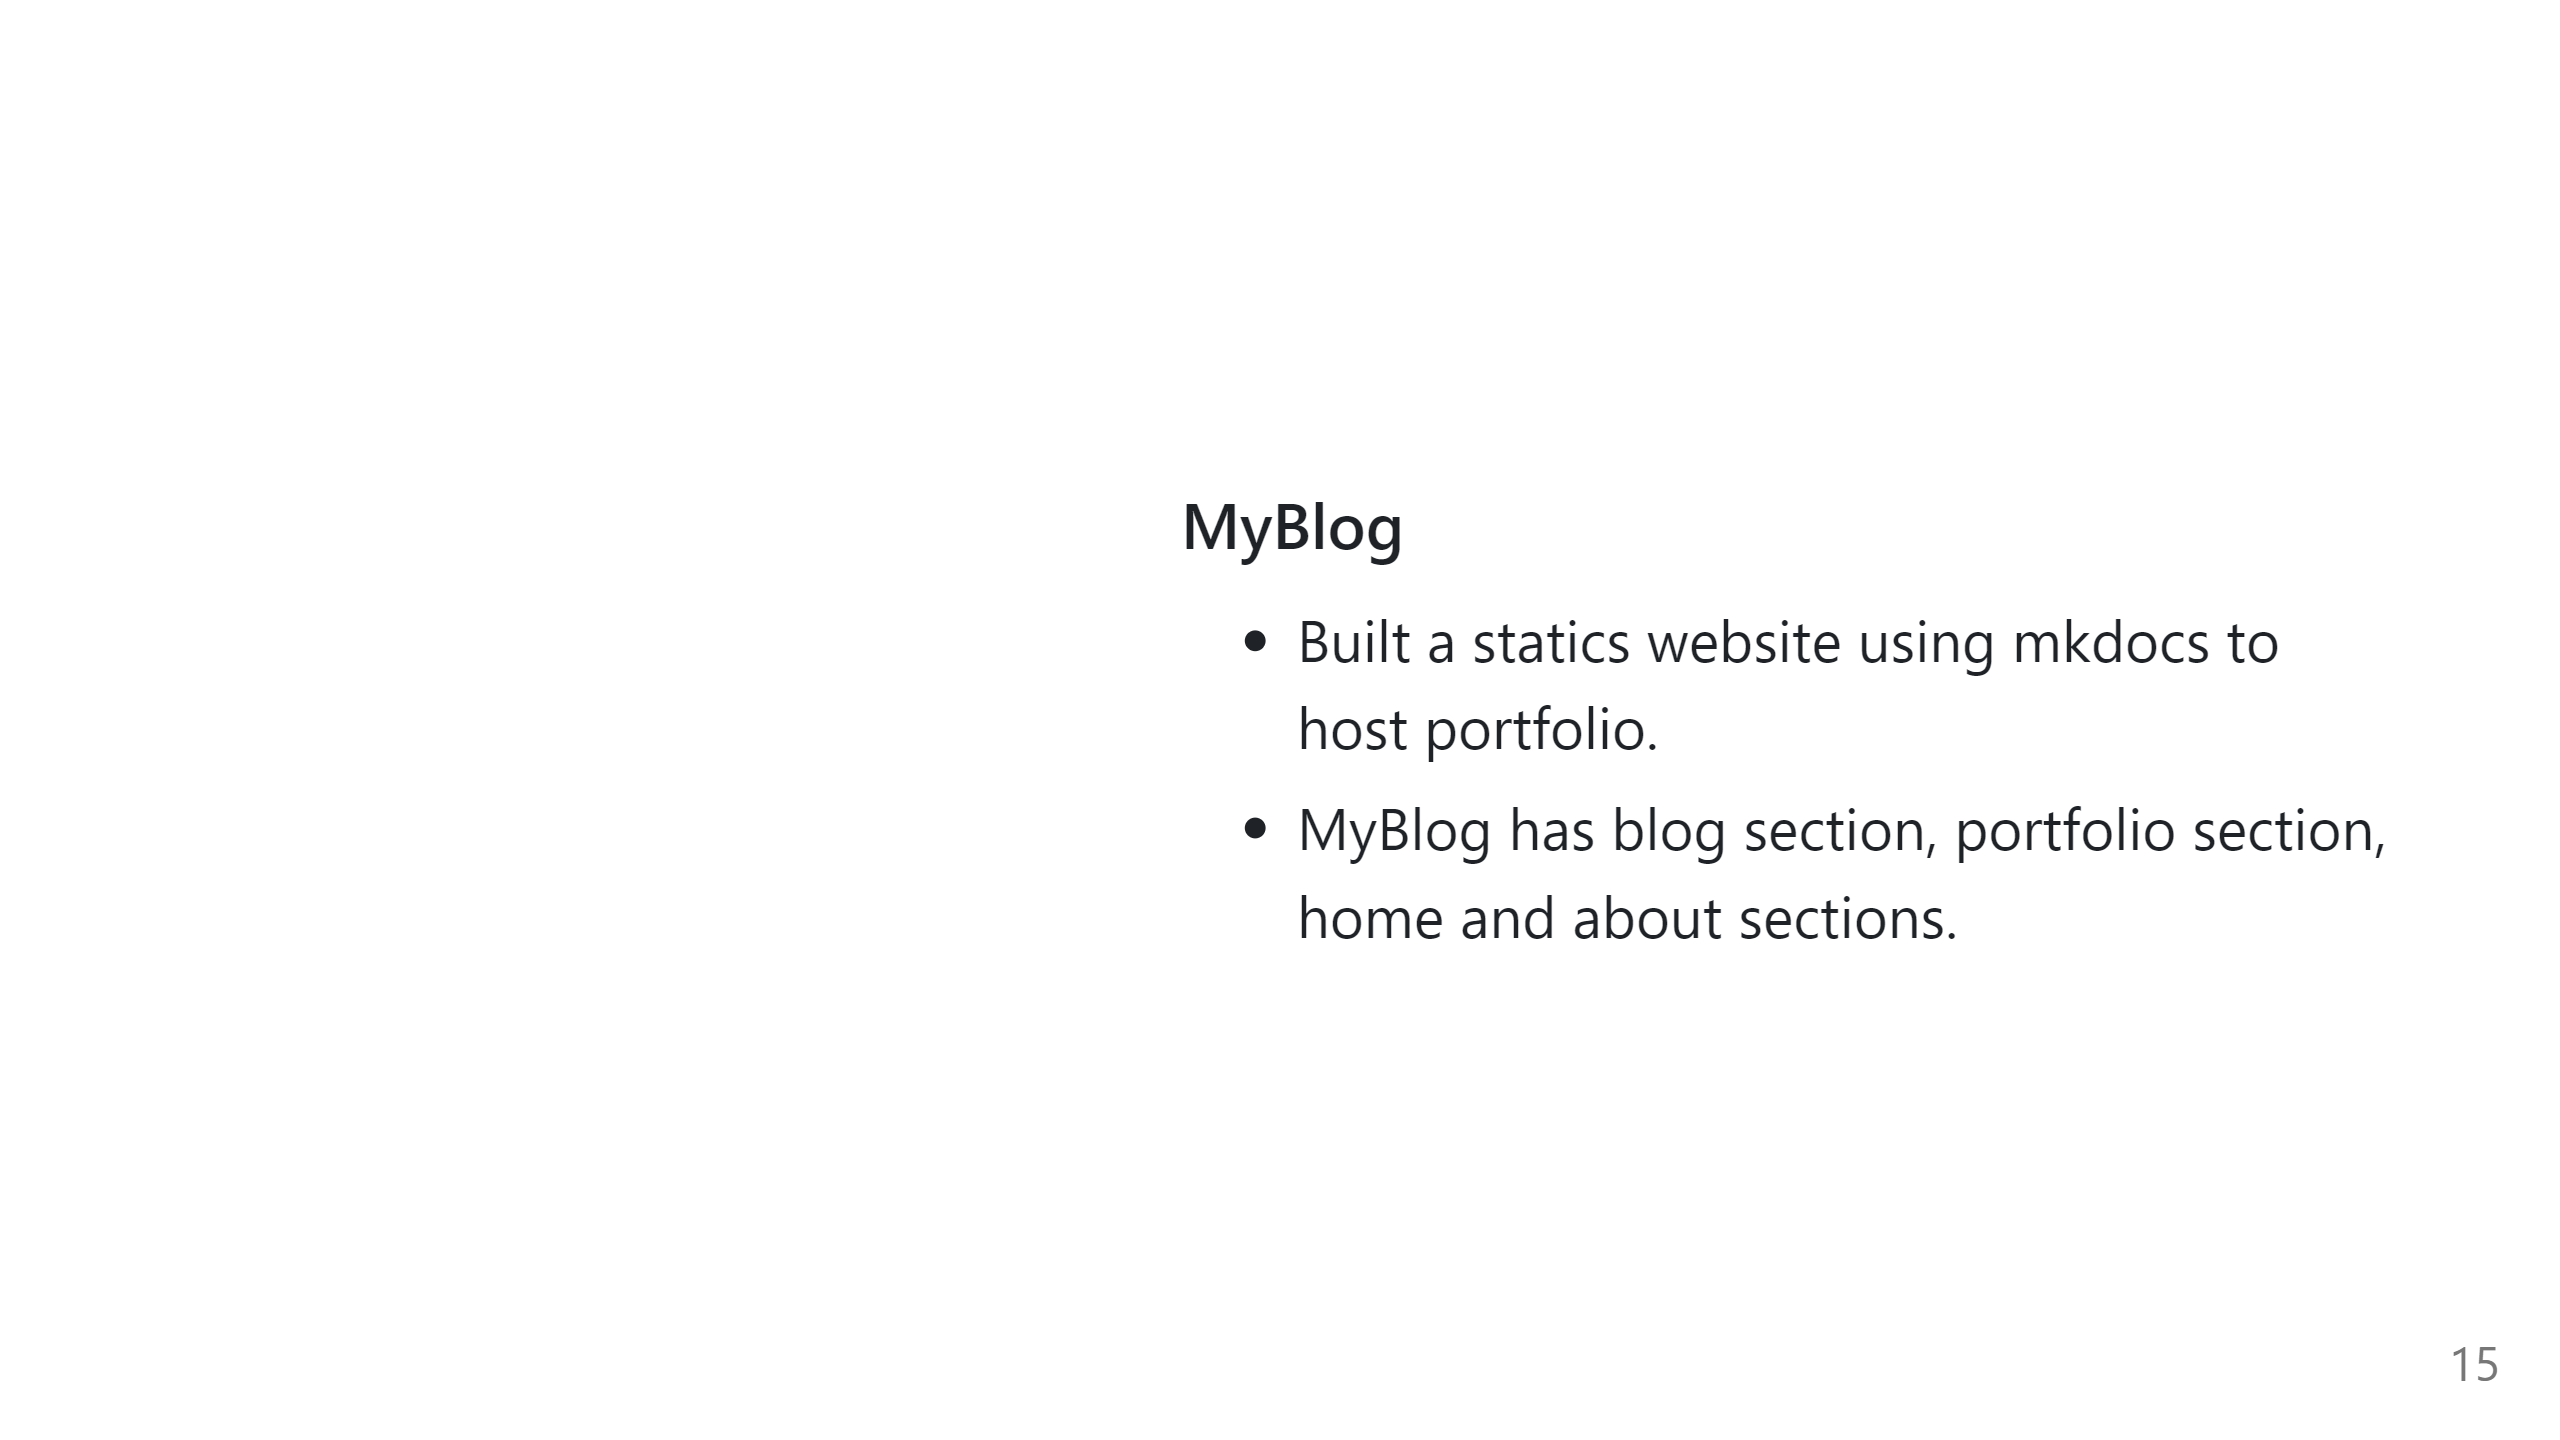 MyBlog
• Built a statics website using mkdocs to
host portfolio.
• MyBlog has blog section, portfolio section,
home and about sections.
15